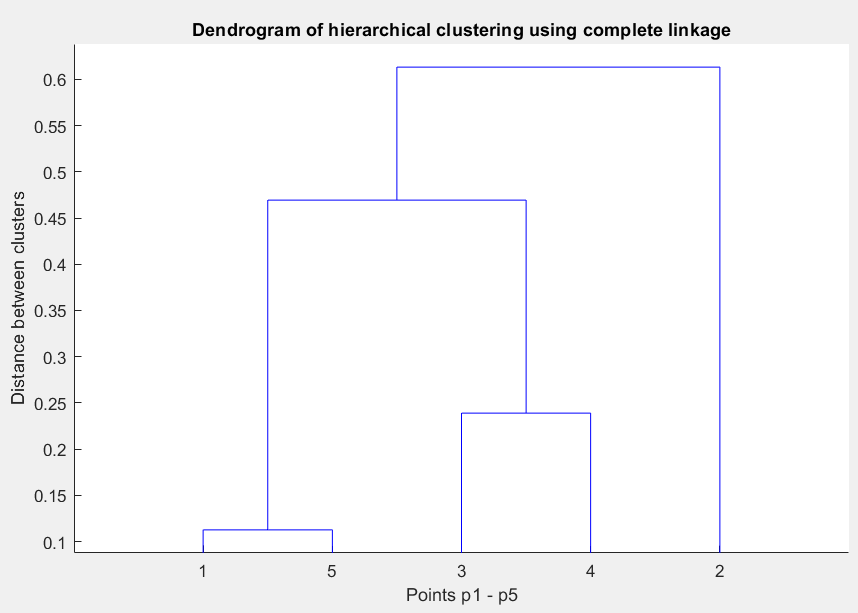 Dendrogram of hierarchical clustering using complete linkage
0.6
0.55
0.5
0.45
0.4
0.35
0.3
0.25
0.2
0.15
0.1
Distance between clusters
1 5 3 4 2
Points p1 - p5